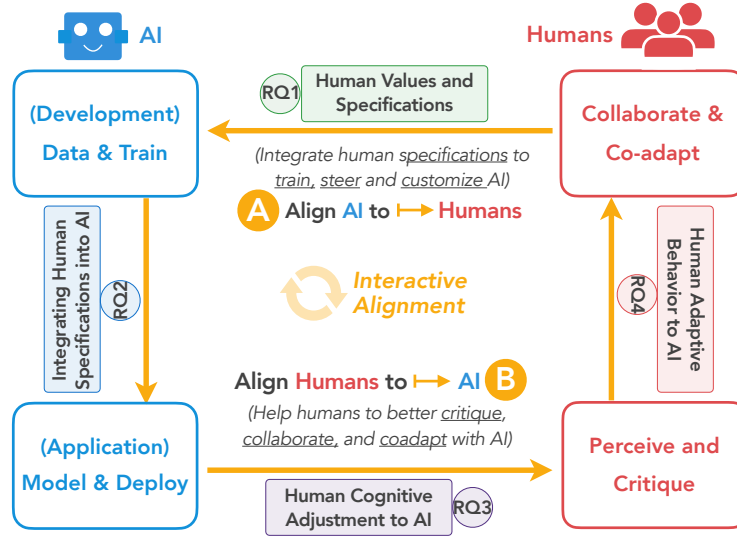 AI
Humans
(Development)
Data & Train
RQ1
Human Values and
Specifications
Collaborate &
Co-adapt
(Integrate human specifications to
train, steer and customize AI)
A Align AI to Humans
Integrating Human
Specifications into AI
RQ2
Interactive
Alignment
RQ4
Human Adaptive
Behavior to AI
Align Humans to AI B
(Help humans to better critique,
collaborate, and coadapt with AI)
(Application)
Model & Deploy
Perceive and
Critique
Human Cognitive
Adjustment to AI
RQ3